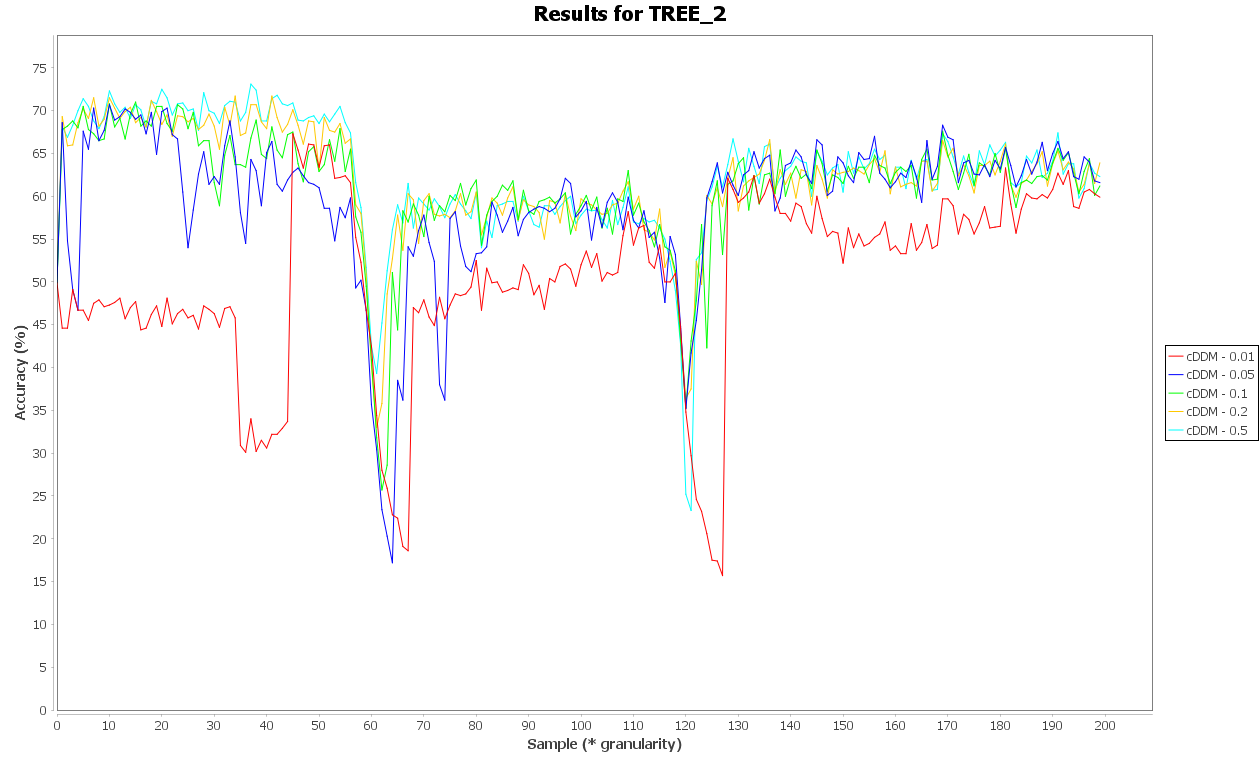 Results for TREE_2
75
70
65
60
55
50
45
40
35
30
25
20
15
10
5
0
Accuracy (%)
0 10 20 30 40 50 60 70 80 90 100 110 120 130 140 150 160 170 180 190 200
Sample (* granularity)
cDDM - 0.01
cDDM - 0.05
cDDM - 0.1
cDDM - 0.2
cDDM - 0.5